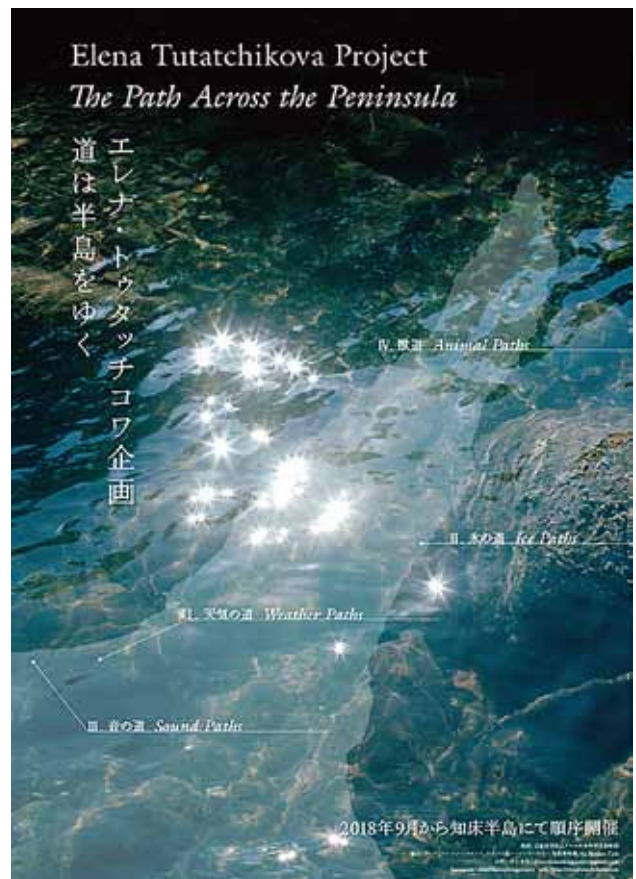 Elena Tutatchikova Project
The Path Across the Peninsula
エレナ・トゥタッチコワ企画
道は半島をゆく
Ⅳ. 獣道 Animal Paths
Ⅱ. 氷の道 Ice Paths
Ⅰ. 天気の道 Weather Paths
Ⅲ. 音の道 Sound Paths
2018年9月から知床半島にて順序開催